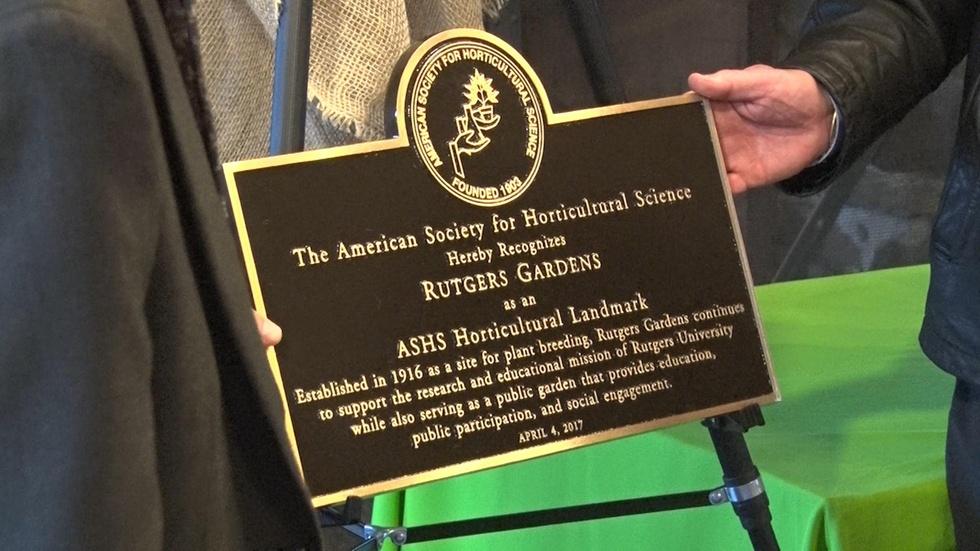 AMERICAN SOCIETY FOR HORTICULTURAL SCIENCE
FOUNDED 1903
The American Society for Horticultural Science
Hereby Recognizes
RUTGERS GARDENS
as an
ASHS Horticultural Landmark
Established in 1916 as a site for plant breeding, Rutgers Gardens continues
to support the research and educational mission of Rutgers University
while also serving as a public garden that provides education,
public participation, and social engagement.
APRIL 4, 2017